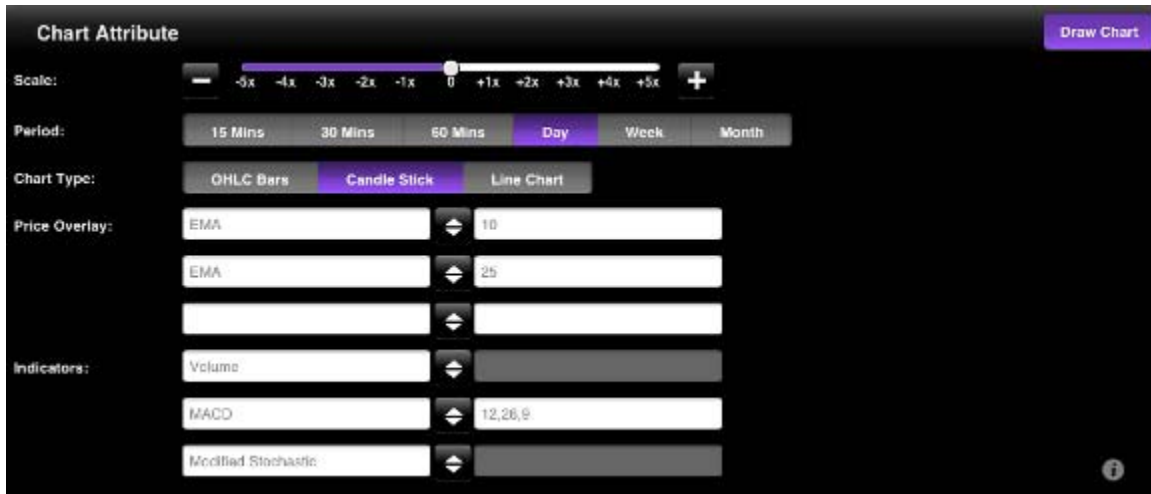 Chart Attribute
Draw Chart
Scale:
-5x -4x -3x -2x -1x 0 +1x +2x +3x +4x +5x
Period:
15 Mins 30 Mins 60 Mins Day Week Month
Chart Type:
OHLC Bars Candle Stick Line Chart
Price Overlay:
EMA 10
EMA 25
Indicators:
Volume
MACD 12,26,9
Modified Stochastic